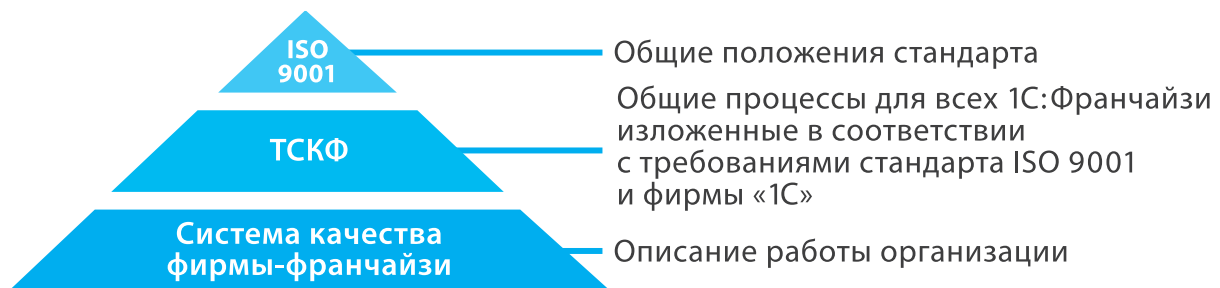 ISO
9001
Общие положения стандарта
ТСКФ
Общие процессы для всех 1С:Франчайзи
изложенные в соответствии
с требованиями стандарта ISO 9001
и фирмы «1С»
Система качества
фирмы-франчайзи
Описание работы организации